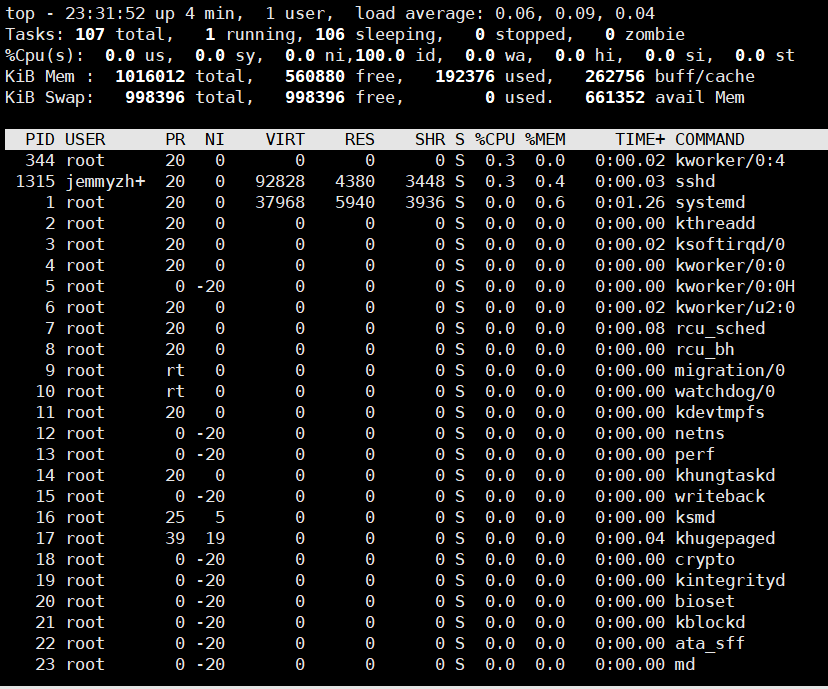 top - 23:31:52 up 4 min,  1 user,  load average: 0.06, 0.09, 0.04
Tasks: 107 total,   1 running, 106 sleeping,   0 stopped,   0 zombie
%Cpu(s):  0.0 us,  0.0 sy,  0.0 ni,100.0 id,  0.0 wa,  0.0 hi,  0.0 si,  0.0 st
KiB Mem :  1016012 total,   560880 free,   192376 used,   262756 buff/cache
KiB Swap:   998396 total,   998396 free,        0 used.   661352 avail Mem
  PID USER      PR  NI    VIRT    RES    SHR S %CPU %MEM     TIME+ COMMAND
  344 root      20   0       0      0      0 S  0.3  0.0   0:00.02 kworker/0:4
 1315 jemmyzh+  20   0   92828   4380   3448 S  0.3  0.4   0:00.03 sshd
    1 root      20   0   37968   5940   3936 S  0.0  0.6   0:01.26 systemd
    2 root      20   0       0      0      0 S  0.0  0.0   0:00.00 kthreadd
    3 root      20   0       0      0      0 S  0.0  0.0   0:00.02 ksoftirqd/0
    4 root      20   0       0      0      0 S  0.0  0.0   0:00.00 kworker/0:0
    5 root       0 -20       0      0      0 S  0.0  0.0   0:00.00 kworker/0:0H
    6 root      20   0       0      0      0 S  0.0  0.0   0:00.02 kworker/u2:0
    7 root      20   0       0      0      0 S  0.0  0.0   0:00.08 rcu_sched
    8 root      20   0       0      0      0 S  0.0  0.0   0:00.00 rcu_bh
    9 root      rt   0       0      0      0 S  0.0  0.0   0:00.00 migration/0
   10 root      rt   0       0      0      0 S  0.0  0.0   0:00.00 watchdog/0
   11 root      20   0       0      0      0 S  0.0  0.0   0:00.00 kdevtmpfs
   12 root       0 -20       0      0      0 S  0.0  0.0   0:00.00 netns
   13 root       0 -20       0      0      0 S  0.0  0.0   0:00.00 perf
   14 root      20   0       0      0      0 S  0.0  0.0   0:00.00 khungtaskd
   15 root       0 -20       0      0      0 S  0.0  0.0   0:00.00 writeback
   16 root      25   5       0      0      0 S  0.0  0.0   0:00.00 ksmd
   17 root      39  19       0      0      0 S  0.0  0.0   0:00.04 khugepaged
   18 root       0 -20       0      0      0 S  0.0  0.0   0:00.00 crypto
   19 root       0 -20       0      0      0 S  0.0  0.0   0:00.00 kintegrityd
   20 root       0 -20       0      0      0 S  0.0  0.0   0:00.00 bioset
   21 root       0 -20       0      0      0 S  0.0  0.0   0:00.00 kblockd
   22 root       0 -20       0      0      0 S  0.0  0.0   0:00.00 ata_sff
   23 root       0 -20       0      0      0 S  0.0  0.0   0:00.00 md